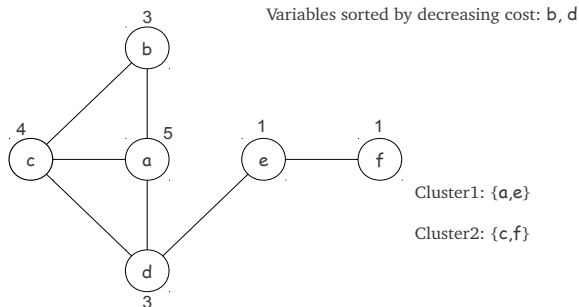 3
Variables sorted by decreasing cost: b, d
b
4
5
1
1
c
a
e
f
Cluster1: {a,e}
Cluster2: {c,f}
d
3